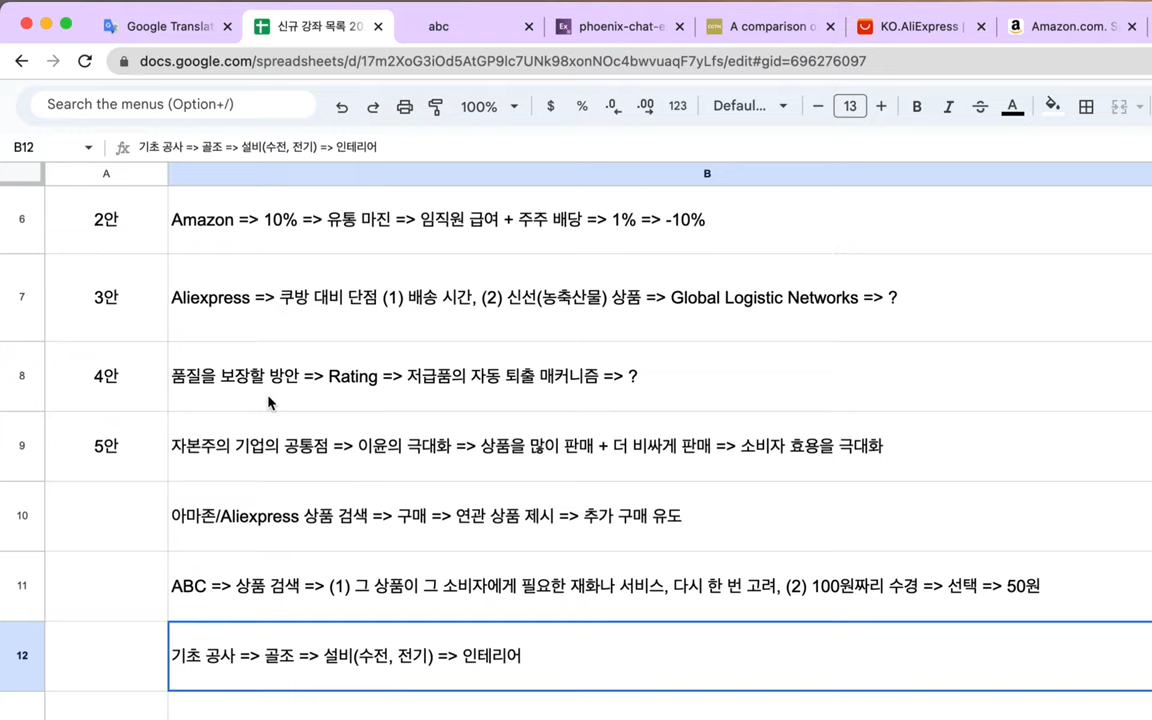 Google Translat
신규 강좌 목록 20
abc
phoenix-chat-e
A comparison o
KO.AliExpress
Amazon.com. S
docs.google.com/spreadsheets/d/17m2XoG3iOd5AtGP9lc7UNk98xonNOc4bwvuaqF7yLfs/edit#gid=696276097
Search the menus (Option+/)
100%
$ % .0 .00 123
Defaul...
13
B I S A
B12
fx 기초 공사 => 골조 => 설비(수전, 전기) => 인테리어
A B
6 2안 Amazon => 10% => 유통 마진 => 임직원 급여 + 주주 배당 => 1% => -10%
7 3안 Aliexpress => 쿠방 대비 단점 (1) 배송 시간, (2) 신선(농축산물) 상품 => Global Logistic Networks => ?
8 4안 품질을 보장할 방안 => Rating => 저급품의 자동 퇴출 매커니즘 => ?
9 5안 자본주의 기업의 공통점 => 이윤의 극대화 => 상품을 많이 판매 + 더 비싸게 판매 => 소비자 효용을 극대화
10 아마존/Aliexpress 상품 검색 => 구매 => 연관 상품 제시 => 추가 구매 유도
11 ABC => 상품 검색 => (1) 그 상품이 그 소비자에게 필요한 재화나 서비스, 다시 한 번 고려, (2) 100원짜리 수경 => 선택 => 50원
12 기초 공사 => 골조 => 설비(수전, 전기) => 인테리어